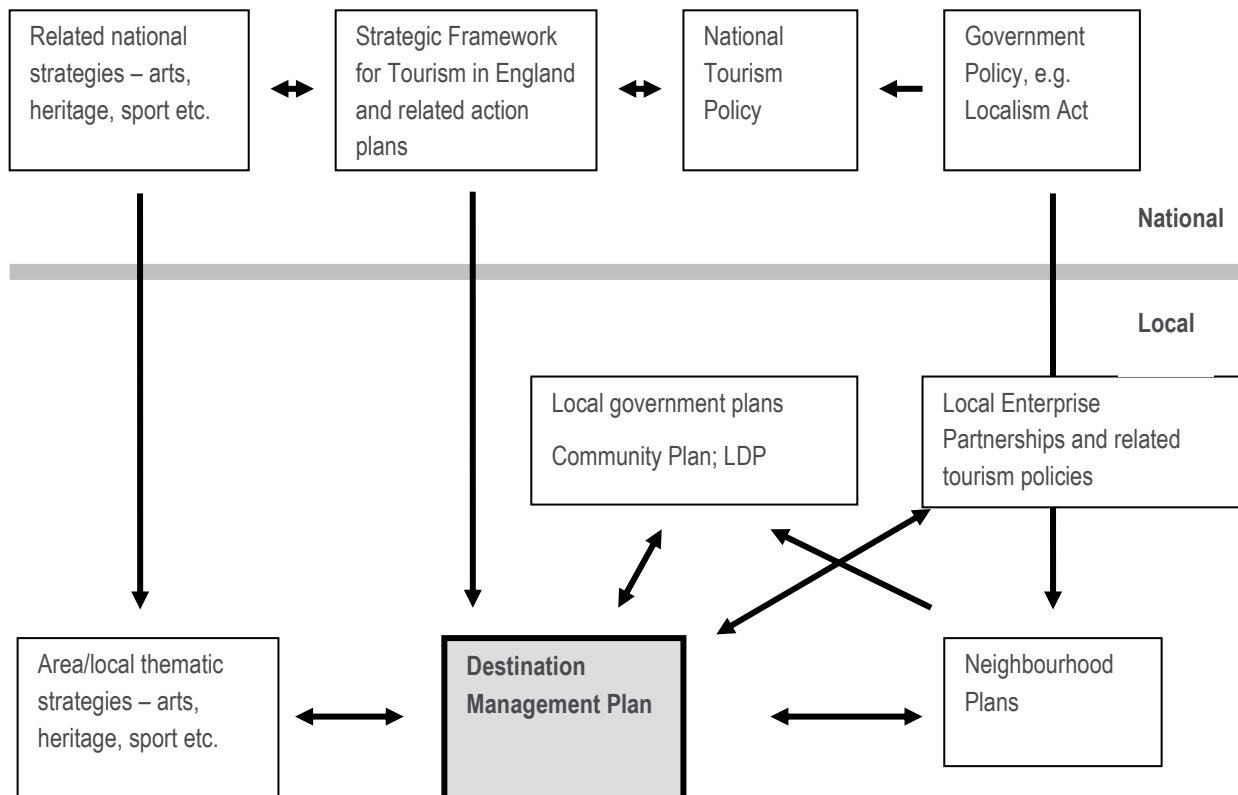 Related national
strategies – arts,
heritage, sport etc.
Strategic Framework
for Tourism in England
and related action
plans
National
Tourism
Policy
Government
Policy, e.g.
Localism Act
National
Local
Local government plans
Community Plan; LDP
Local Enterprise
Partnerships and related
tourism policies
Area/local thematic
strategies – arts,
heritage, sport etc.
Destination
Management Plan
Neighbourhood
Plans